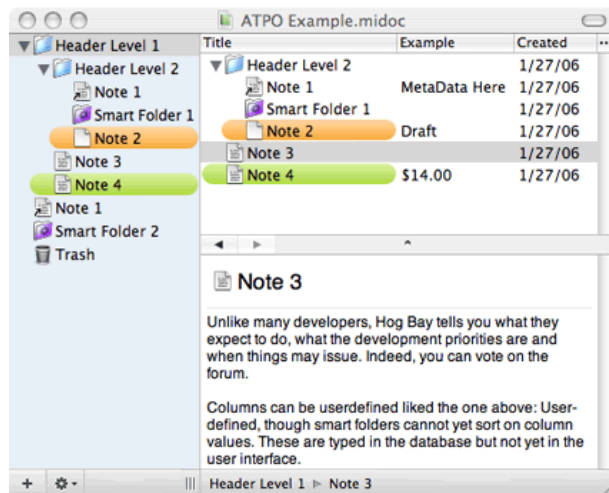 ATPO Example.midoc
Header Level 1
Header Level 2
Note 1
Smart Folder 1
Note 2
Note 3
Note 4
Note 1
Smart Folder 2
Trash
Title Example Created
Header Level 2 1/27/06
Note 1 MetaData Here 1/27/06
Smart Folder 1 1/27/06
Note 2 Draft 1/27/06
Note 3 1/27/06
Note 4 $14.00 1/27/06
Note 3
Unlike many developers, Hog Bay tells you what they
expect to do, what the development priorities are and
when things may issue. Indeed, you can vote on the
forum.
Columns can be userdefined liked the one above: User-
defined, though smart folders cannot yet sort on column
values. These are typed in the database but not yet in the
user interface.
Header Level 1 ▷ Note 3